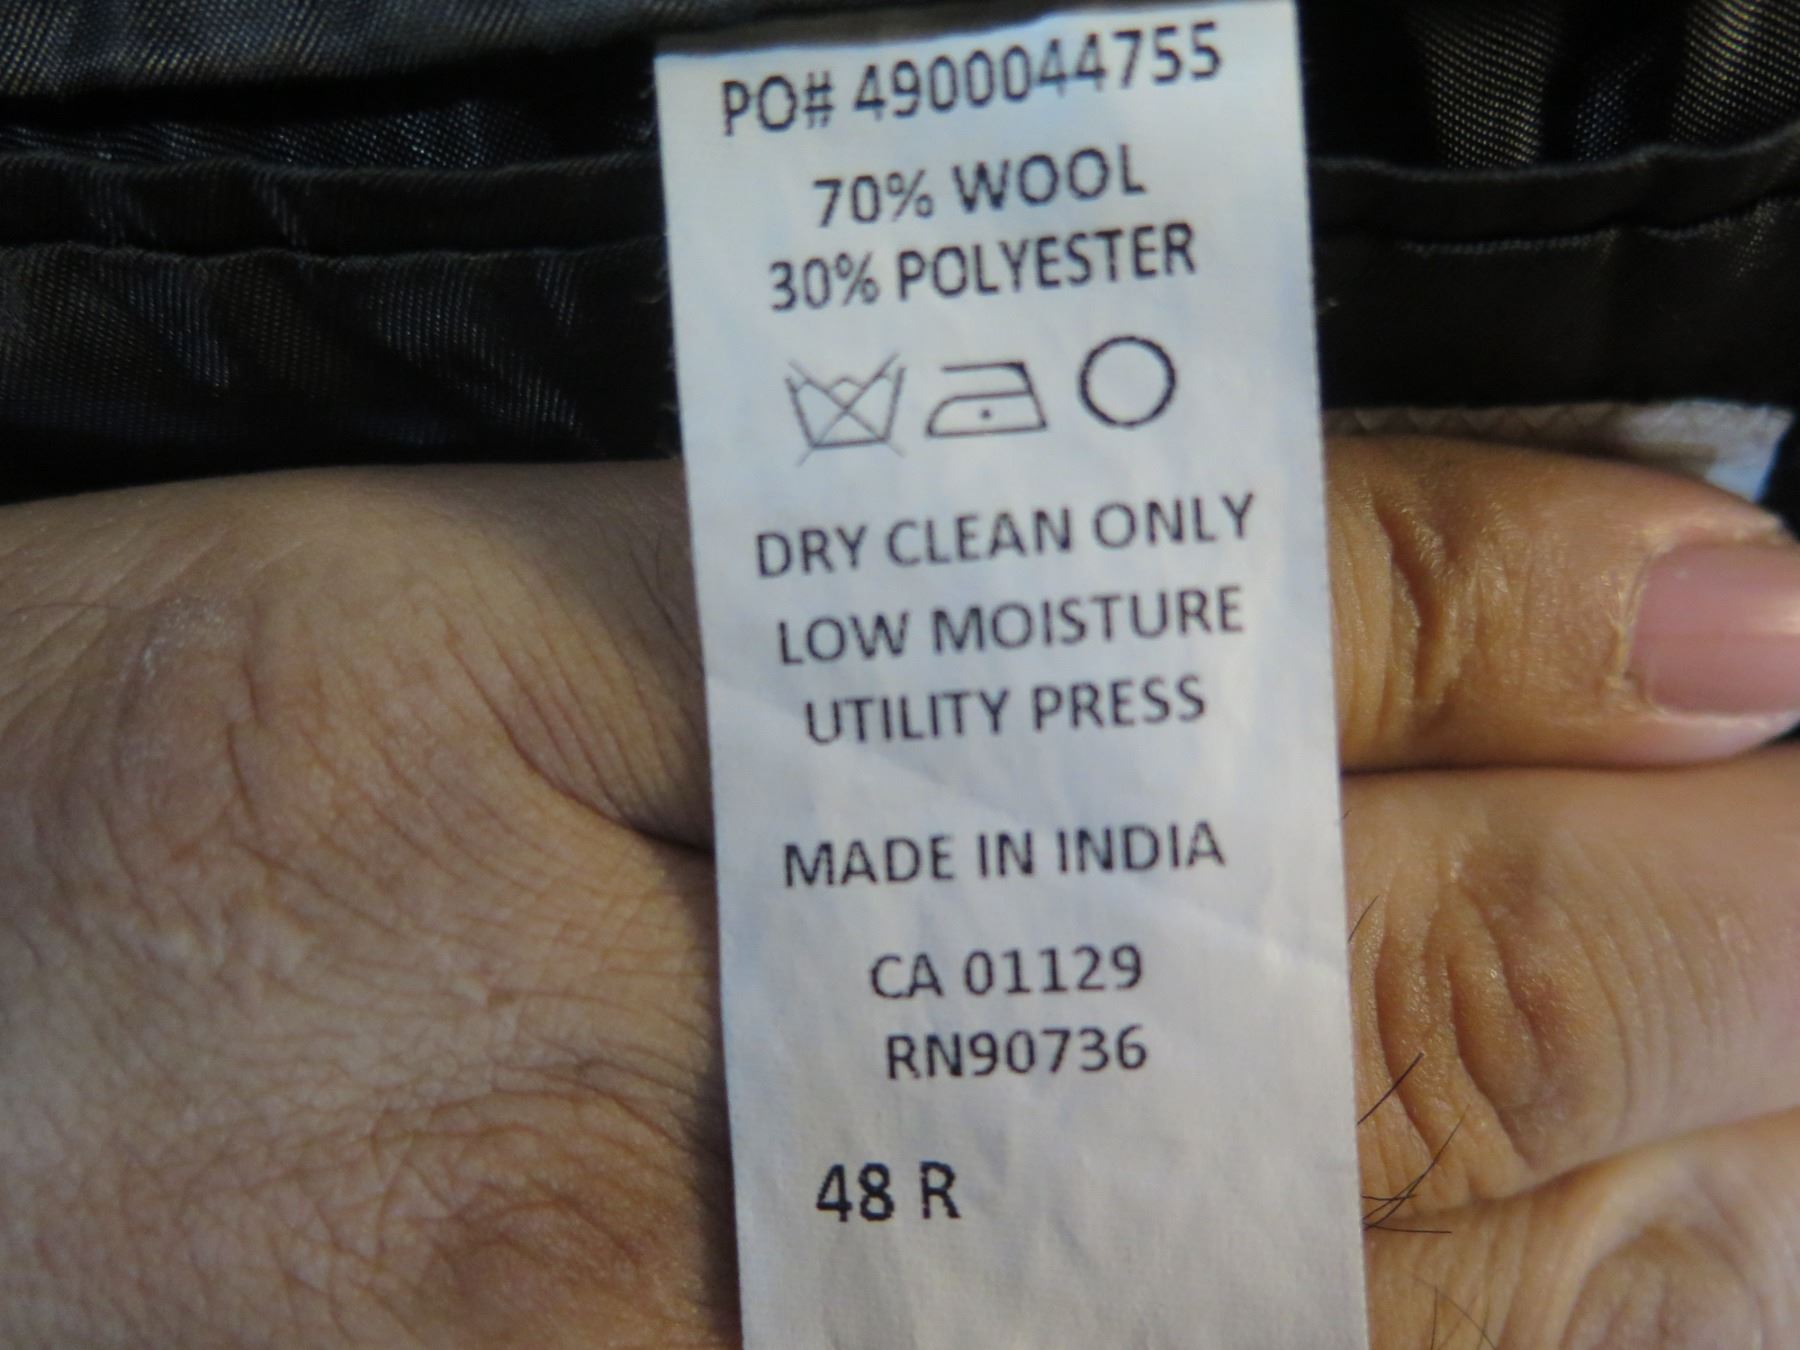 PO# 4900044755
70% WOOL
30% POLYESTER
DRY CLEAN ONLY
LOW MOISTURE
UTILITY PRESS
MADE IN INDIA
CA 01129
RN90736
48 R